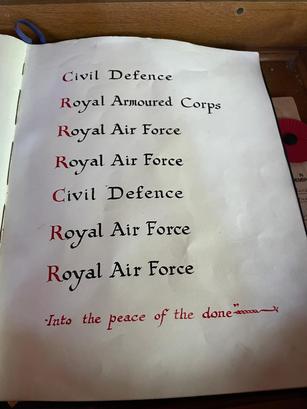 Civil Defence
Royal Armoured Corps
Royal Air Force
Royal Air Force
Civil Defence
Royal Air Force
Royal Air Force
"Into the peace of the done"